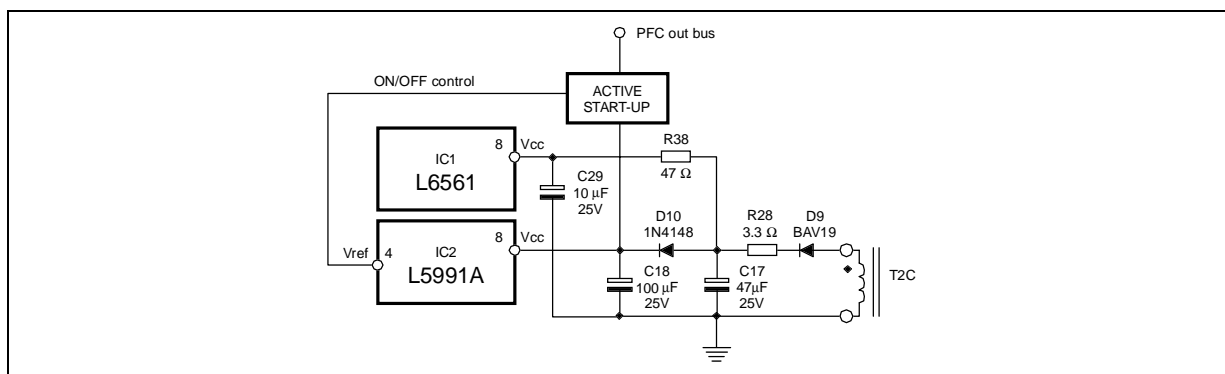 PFC out bus
ON/OFF control
ACTIVE
START-UP
8 Vcc
R38
47 Ω
IC1
L6561
C29
10 µF
25V
D10
1N4148
R28
3.3 Ω
D9
BAV19
8 Vcc
Vref 4
IC2
L5991A
C18
100 µF
25V
C17
47µF
25V
T2C